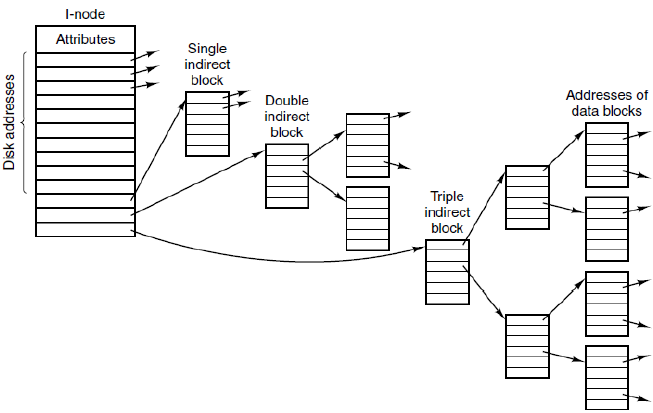 I-node
Attributes
Disk addresses
Single
indirect
block
Double
indirect
block
Triple
indirect
block
Addresses of
data blocks